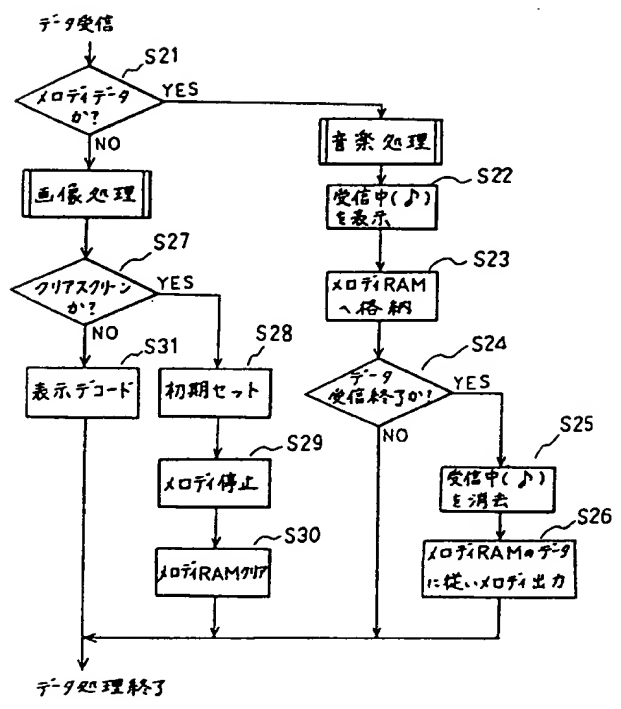 データ受信
S21
メロディデータ
か?
YES
NO
音楽処理
画像処理
S22
受信中(♪)
を表示
S27
クリアスクリーン
か?
YES
NO
S23
メロディRAM
へ格納
S31
表示デコード
S28
初期セット
S24
データ
受信終了か?
YES
NO
S29
メロディ停止
S25
受信中(♪)
を消去
S30
メロディRAMクリア
S26
メロディRAMのデータ
に従いメロディ出力
データ処理終了